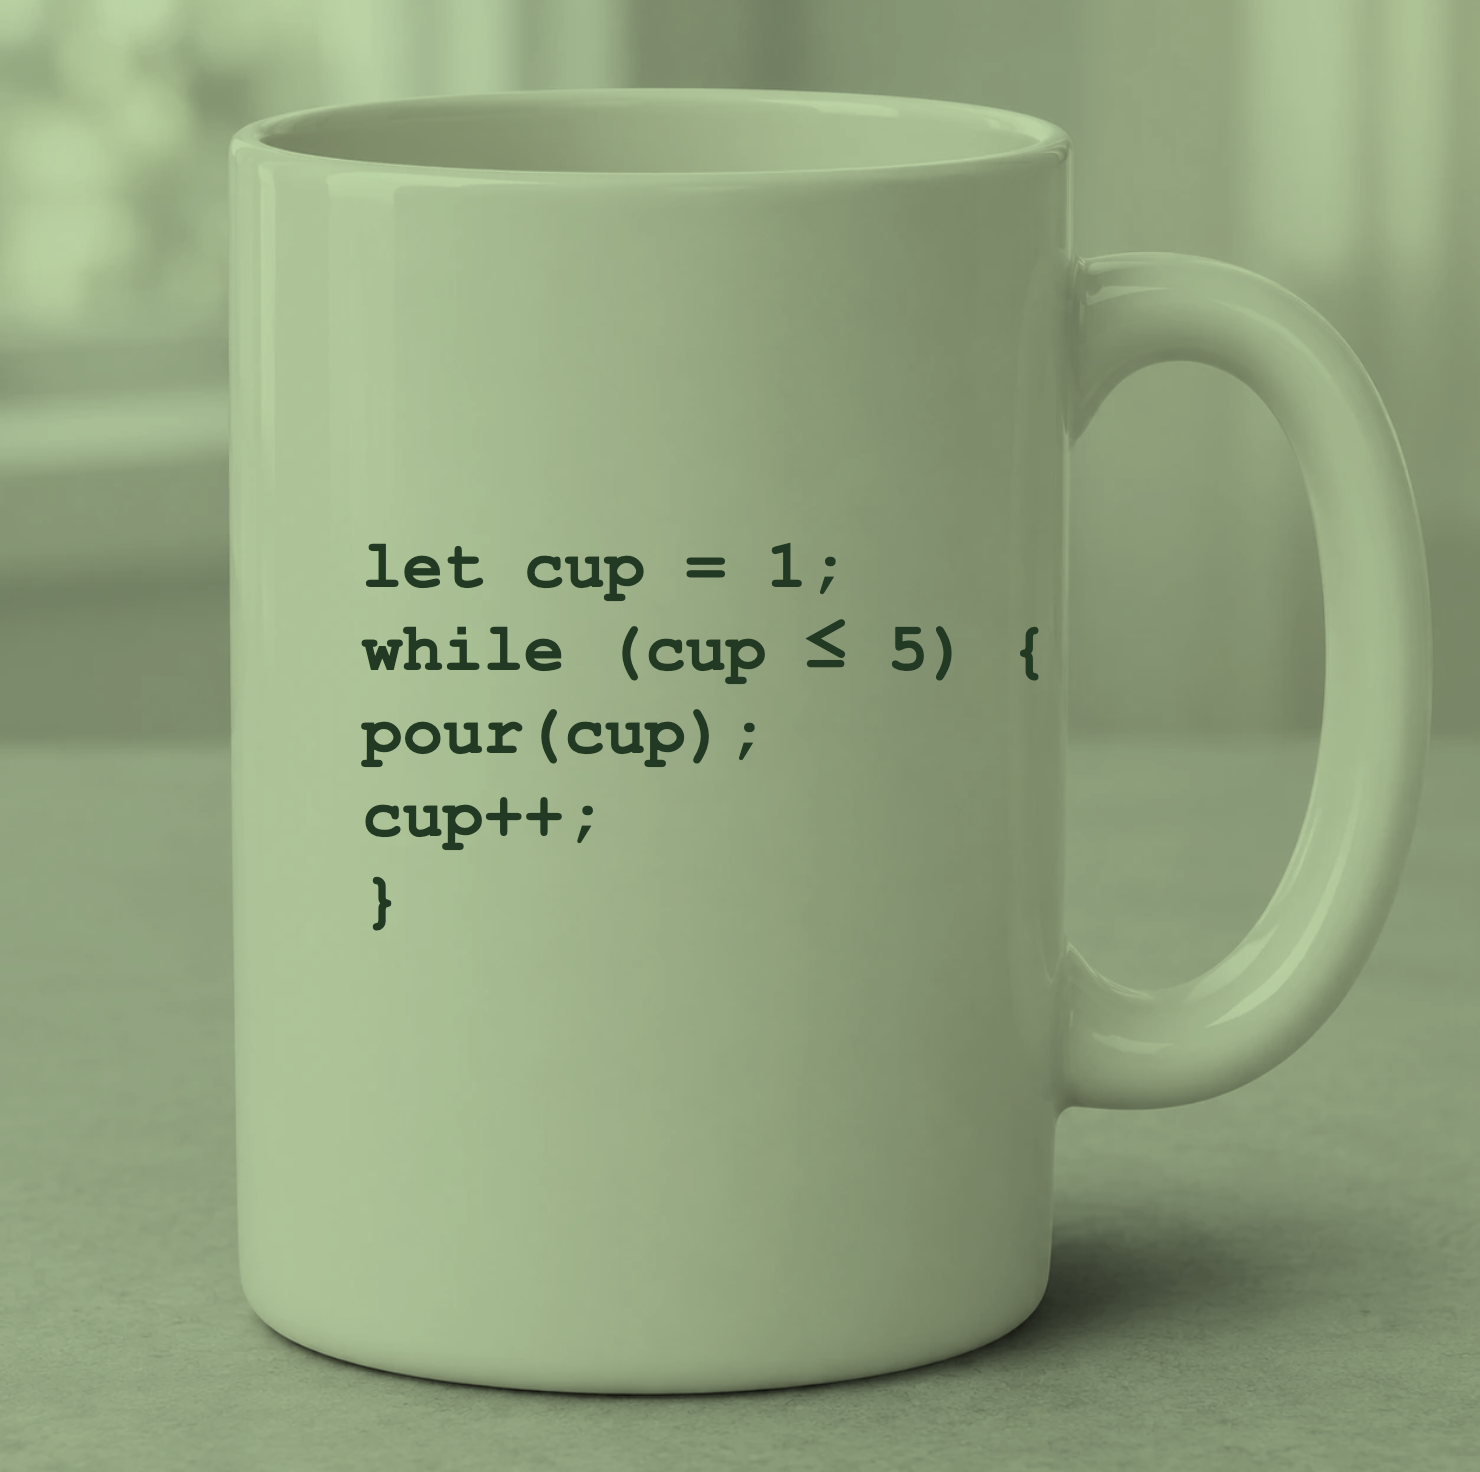 let cup = 1;
while (cup ≤ 5) {
pour(cup);
cup++;
}